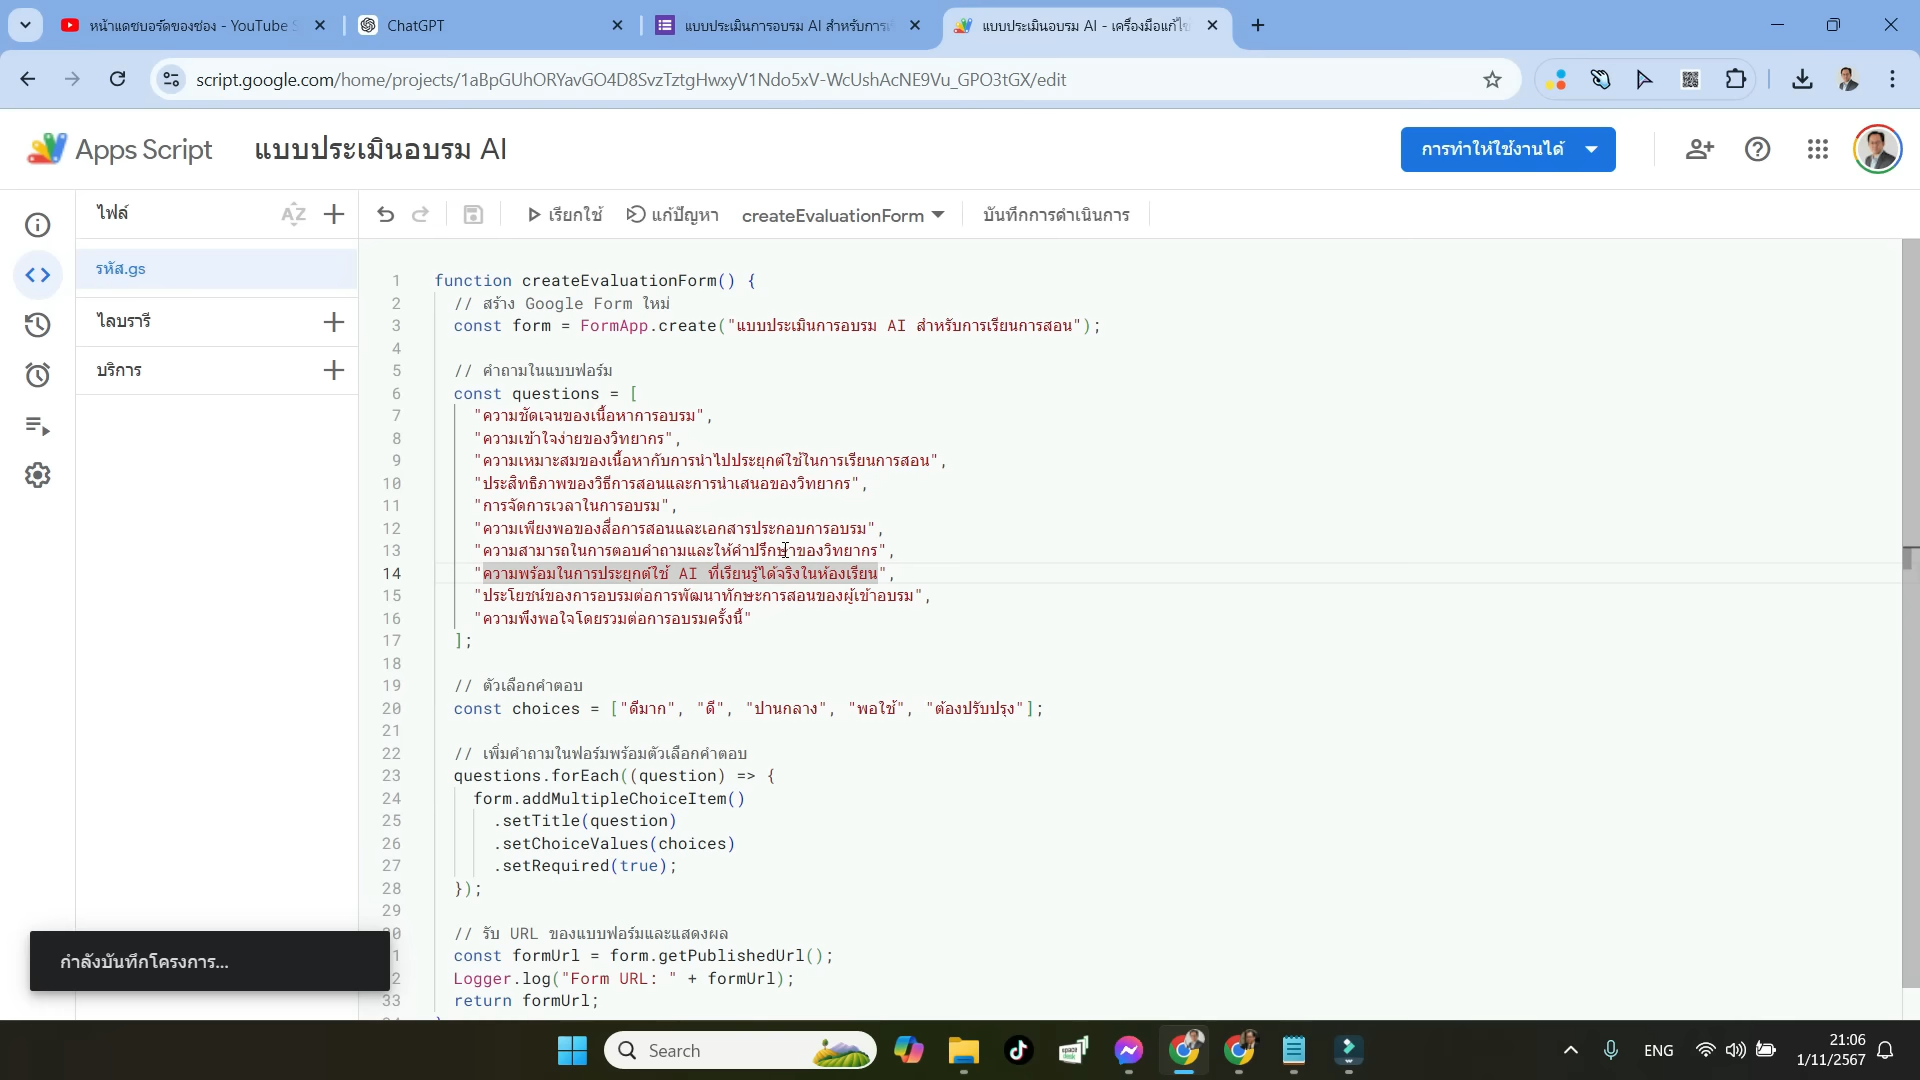 หน้าแดชบอร์ดของช่อง - YouTube S
ChatGPT
แบบประเมินการอบรม AI สำหรับการเ
แบบประเมินอบรม AI - เครื่องมือแก้ไข
script.google.com/home/projects/1aBpGUhORYavGO4D8SvzTztgHwxyV1Ndo5xV-WcUshAcNE9Vu_GPO3tGX/edit
Apps Script
แบบประเมินอบรม AI
การทำให้ใช้งานได้
ไฟล์
AZ
เรียกใช้
แก้ปัญหา
createEvaluationForm
บันทึกการดำเนินการ
รหัส.gs
ไลบรารี
บริการ
1 function createEvaluationForm() {
2 // สร้าง Google Form ใหม่
3 const form = FormApp.create("แบบประเมินการอบรม AI สำหรับการเรียนการสอน");
4
5 // คำถามในแบบฟอร์ม
6 const questions = [
7 "ความชัดเจนของเนื้อหาการอบรม",
8 "ความเข้าใจง่ายของวิทยากร",
9 "ความเหมาะสมของเนื้อหากับการนำไปประยุกต์ใช้ในการเรียนการสอน",
10 "ประสิทธิภาพของวิธีการสอนและการนำเสนอของวิทยากร",
11 "การจัดการเวลาในการอบรม",
12 "ความเพียงพอของสื่อการสอนและเอกสารประกอบการอบรม",
13 "ความสามารถในการตอบคำถามและให้คำปรึกษาของวิทยากร",
14 "ความพร้อมในการประยุกต์ใช้ AI ที่เรียนรู้ได้จริงในห้องเรียน",
15 "ประโยชน์ของการอบรมต่อการพัฒนาทักษะการสอนของผู้เข้าอบรม",
16 "ความพึงพอใจโดยรวมต่อการอบรมครั้งนี้"
17 ];
18
19 // ตัวเลือกคำตอบ
20 const choices = ["ดีมาก", "ดี", "ปานกลาง", "พอใช้", "ต้องปรับปรุง"];
21
22 // เพิ่มคำถามในฟอร์มพร้อมตัวเลือกคำตอบ
23 questions.forEach((question) => {
24 form.addMultipleChoiceItem()
25 .setTitle(question)
26 .setChoiceValues(choices)
27 .setRequired(true);
28 });
29
0 // รับ URL ของแบบฟอร์มและแสดงผล
1 const formUrl = form.getPublishedUrl();
2 Logger.log("Form URL: " + formUrl);
33 return formUrl;
กำลังบันทึกโครงการ...
Search
ENG
21:06
1/11/2567